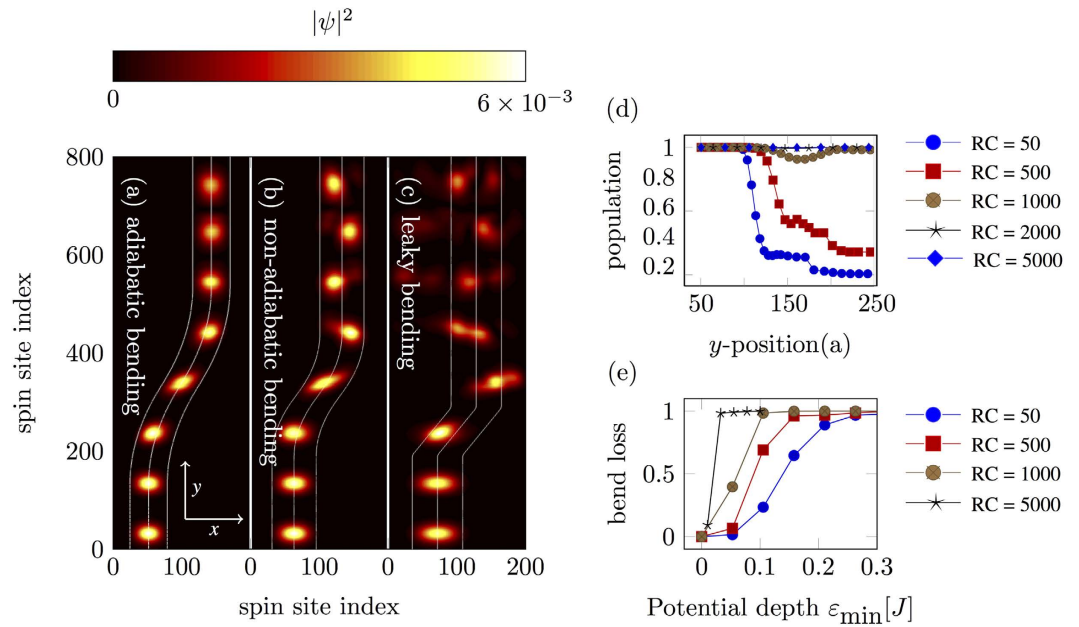 |ψ|²
0
6 × 10⁻³
800
600
400
200
0
spin site index
(a) adiabatic bending
(b) non-adiabatic bending
(c) leaky bending
y
x
0 100 0 100 0 100 200
spin site index
(d)
1
0.8
0.6
0.4
0.2
population
50 150 250
y-position(a)
RC = 50
RC = 500
RC = 1000
RC = 2000
RC = 5000
(e)
1
0.5
0
bend loss
0 0.1 0.2 0.3
Potential depth εmin[J]
RC = 50
RC = 500
RC = 1000
RC = 5000